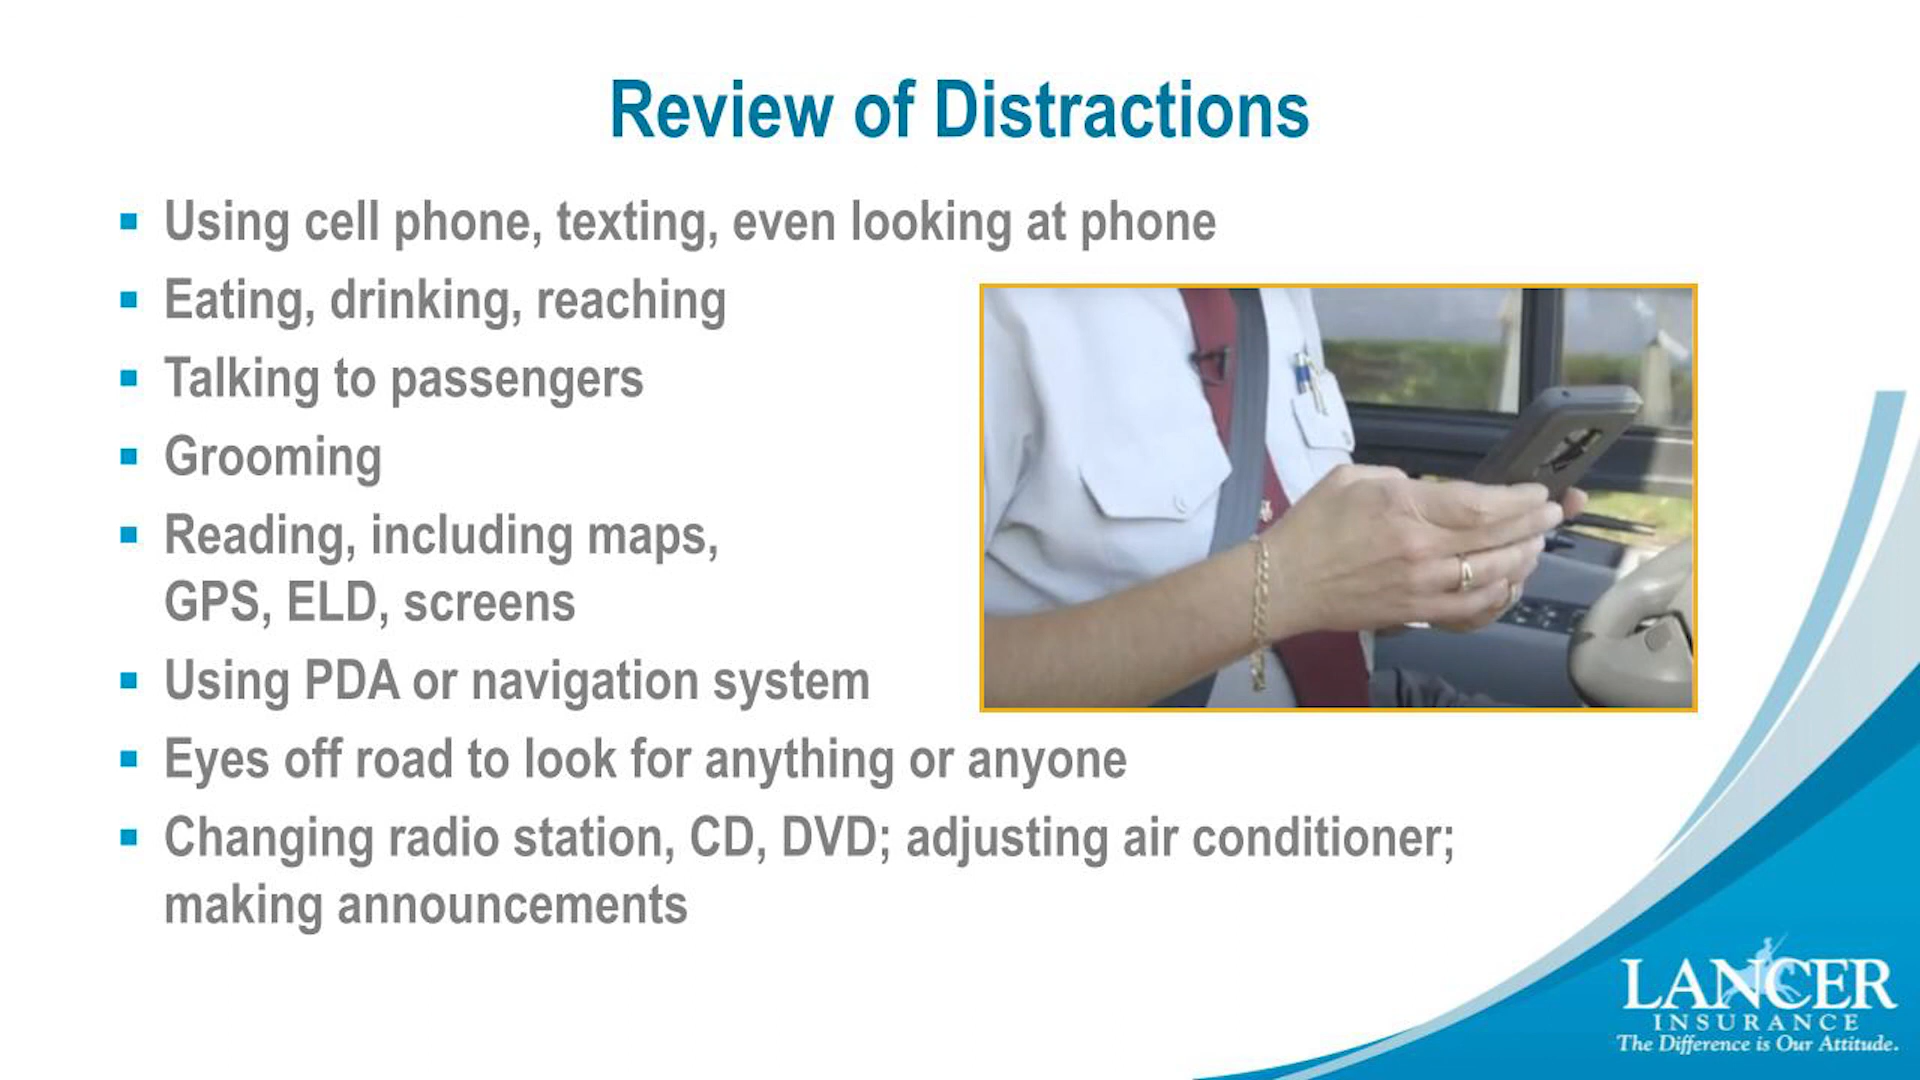 Review of Distractions
Using cell phone, texting, even looking at phone
Eating, drinking, reaching
Talking to passengers
Grooming
Reading, including maps,
GPS, ELD, screens
Using PDA or navigation system
Eyes off road to look for anything or anyone
Changing radio station, CD, DVD; adjusting air conditioner;
making announcements
LANCER
INSURANCE
The Difference is Our Attitude.